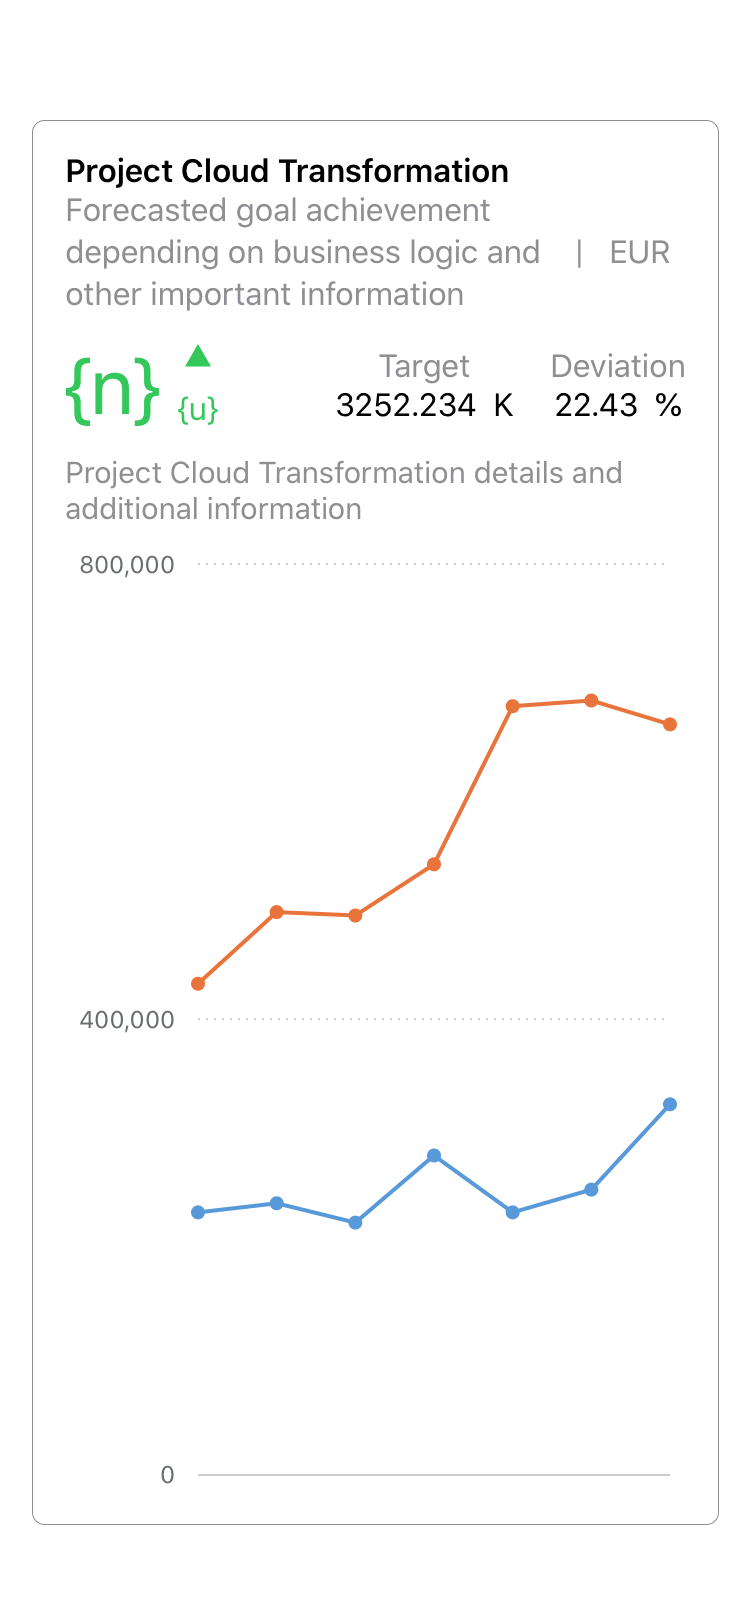 Project Cloud Transformation
Forecasted goal achievement
depending on business logic and | EUR
other important information
{n} ▲ {u}
Target Deviation
3252.234 K 22.43 %
Project Cloud Transformation details and
additional information
800,000
400,000
0